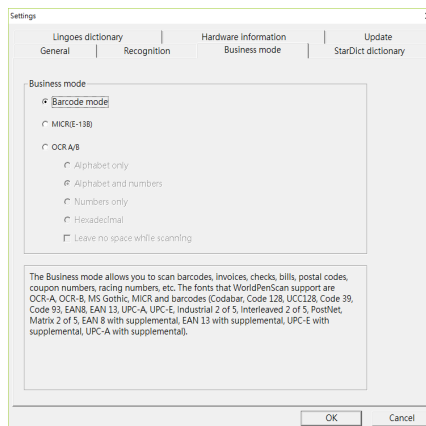 Settings
Lingoes dictionary Hardware information Update
General Recognition Business mode StarDict dictionary
Business mode
Barcode mode
MICR(E-13B)
OCR A/B
Alphabet only
Alphabet and numbers
Numbers only
Hexadecimal
Leave no space while scanning
The Business mode allows you to scan barcodes, invoices, checks, bills, postal codes,
coupon numbers, racing numbers, etc. The fonts that WorldPenScan support are
OCR-A, OCR-B, MS Gothic, MICR and barcodes (Codabar, Code 128, UCC128, Code 39,
Code 93, EAN8, EAN 13, UPC-A, UPC-E, Industrial 2 of 5, Interleaved 2 of 5, PostNet,
Matrix 2 of 5, EAN 8 with supplemental, EAN 13 with supplemental, UPC-E with
supplemental, UPC-A with supplemental).
OK Cancel